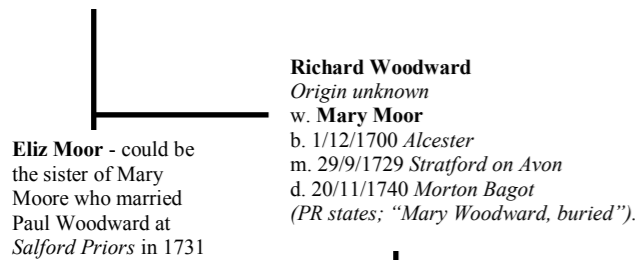 Richard Woodward
Origin unknown
w. Mary Moor
b. 1/12/1700 Alcester
m. 29/9/1729 Stratford on Avon
d. 20/11/1740 Morton Bagot
(PR states; “Mary Woodward, buried”).
Eliz Moor - could be
the sister of Mary
Moore who married
Paul Woodward at
Salford Priors in 1731